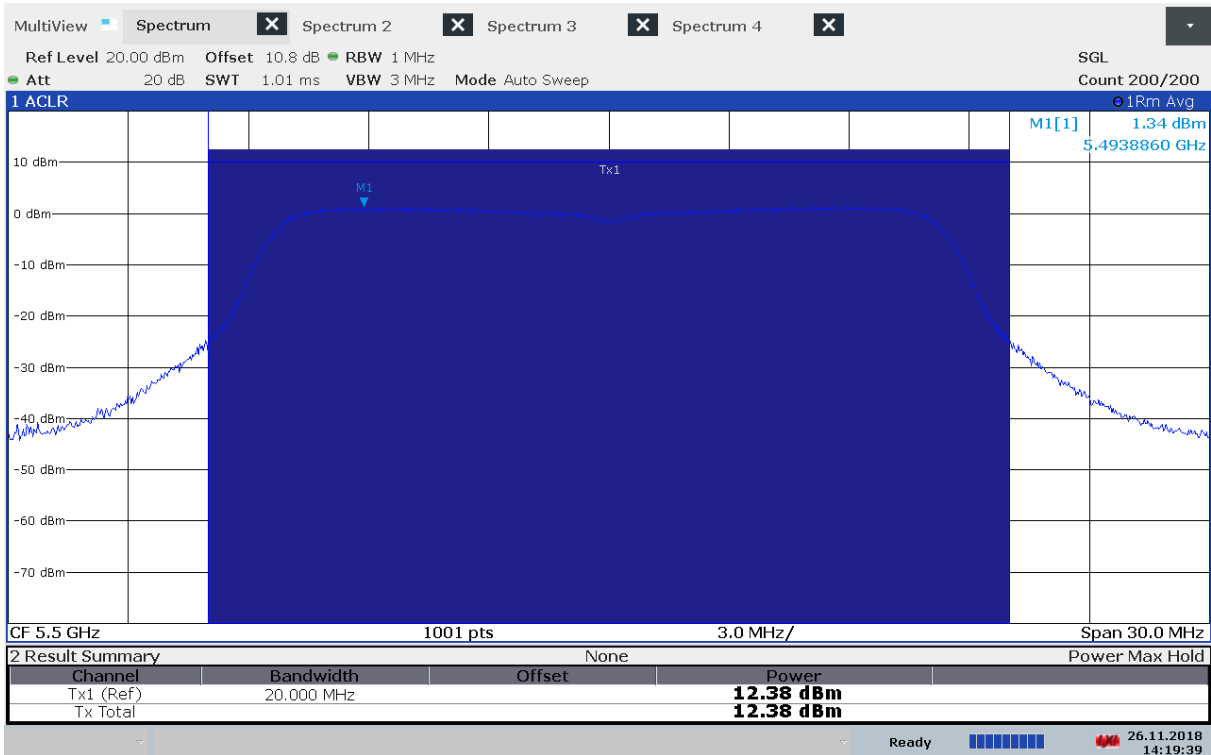 MultiView Spectrum Spectrum 2 Spectrum 3 Spectrum 4
Ref Level 20.00 dBm Offset 10.8 dB RBW 1 MHz SGL
Att 20 dB SWT 1.01 ms VBW 3 MHz Mode Auto Sweep Count 200/200
1 ACLR 1Rm Avg
M1[1] 1.34 dBm
5.4938860 GHz
10 dBm
Tx1
M1
0 dBm
-10 dBm
-20 dBm
-30 dBm
-40 dBm
-50 dBm
-60 dBm
-70 dBm
CF 5.5 GHz 1001 pts 3.0 MHz/ Span 30.0 MHz
2 Result Summary None Power Max Hold
Channel Bandwidth Offset Power
Tx1 (Ref) 20.000 MHz 12.38 dBm
Tx Total 12.38 dBm
Ready 26.11.2018
14:19:39